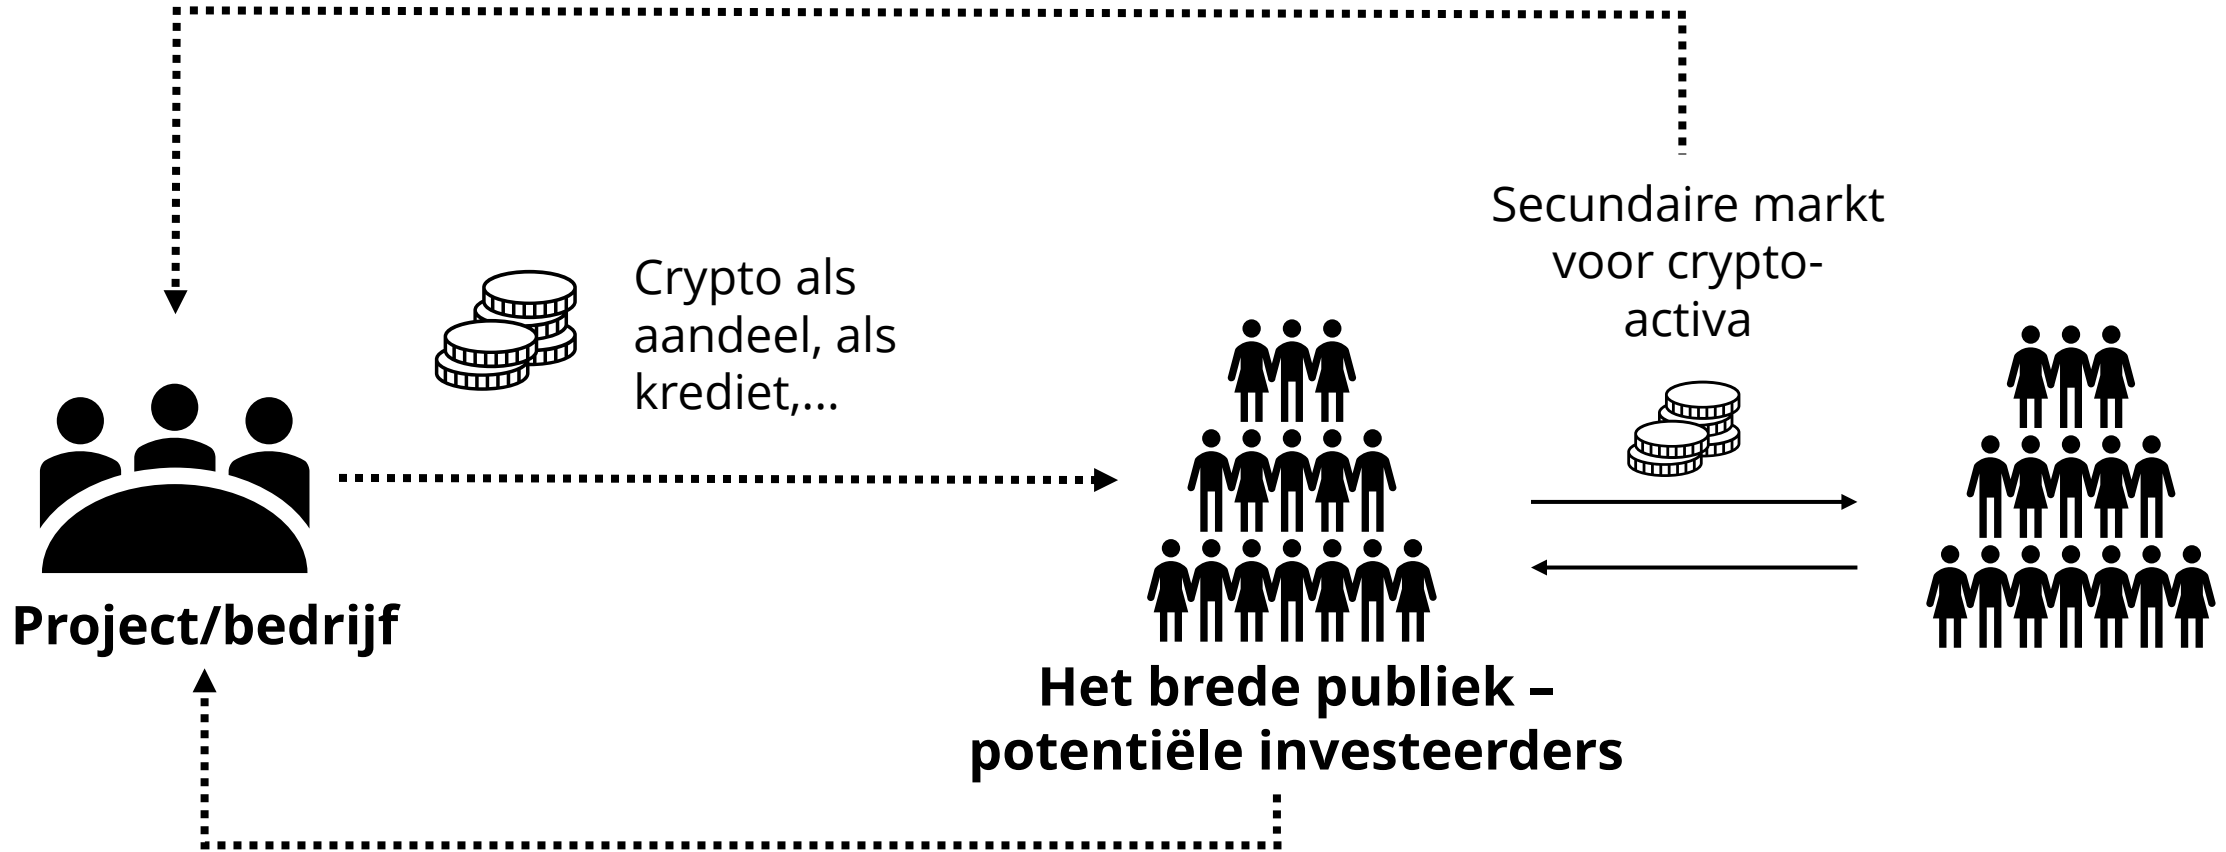 Secundaire markt
voor crypto-
activa
Crypto als
aandeel, als
krediet,...
Project/bedrijf
Het brede publiek –
potentiële investeerders